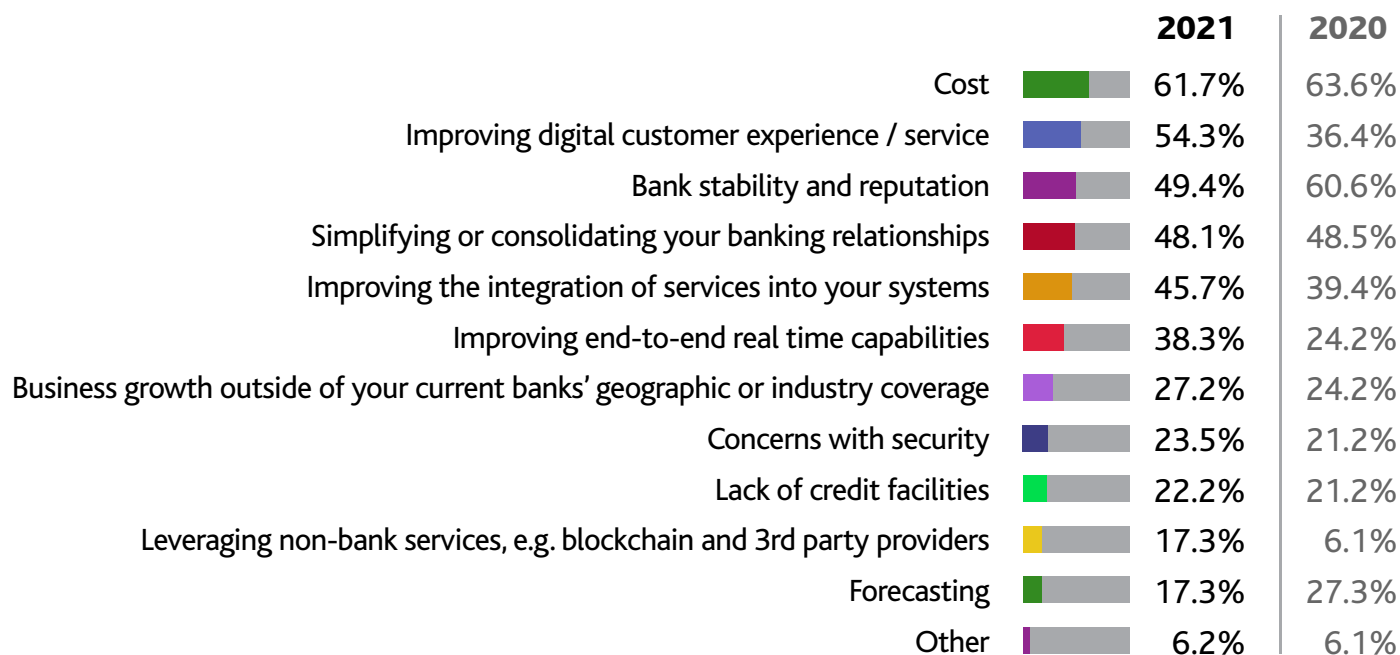 2021 2020
Cost 61.7% 63.6%
Improving digital customer experience / service 54.3% 36.4%
Bank stability and reputation 49.4% 60.6%
Simplifying or consolidating your banking relationships 48.1% 48.5%
Improving the integration of services into your systems 45.7% 39.4%
Improving end-to-end real time capabilities 38.3% 24.2%
Business growth outside of your current banks’ geographic or industry coverage 27.2% 24.2%
Concerns with security 23.5% 21.2%
Lack of credit facilities 22.2% 21.2%
Leveraging non-bank services, e.g. blockchain and 3rd party providers 17.3% 6.1%
Forecasting 17.3% 27.3%
Other 6.2% 6.1%